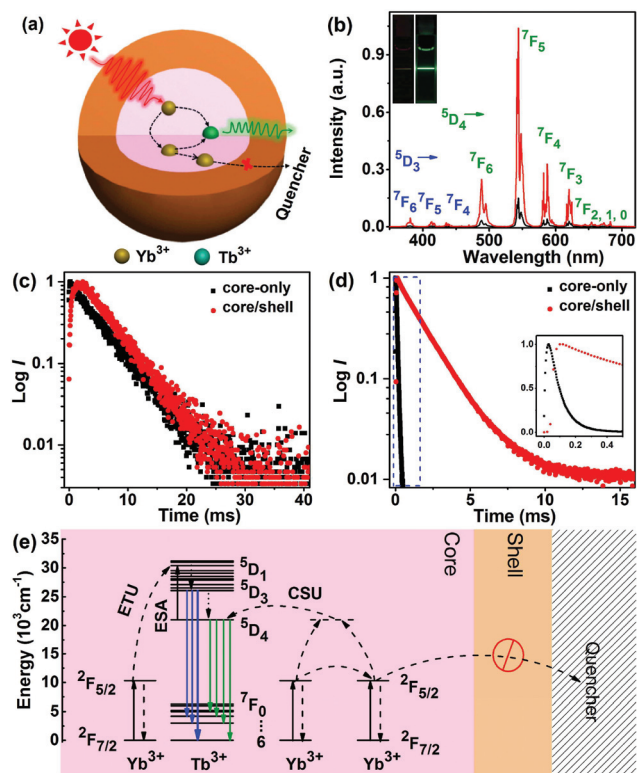 (a)
Quencher
Yb³⁺ Tb³⁺
(b)
Intensity (a.u.)
1.0
0.6
0.3
0.0
⁵D₃
⁵D₄
⁷F₆ ⁷F₅ ⁷F₄
⁷F₆
⁷F₅
⁷F₄
⁷F₃
⁷F₂, ₁, ₀
400 500 600 700
Wavelength (nm)
(c)
core-only
core/shell
Log I
1
0.1
0.01
0 10 20 30 40
Time (ms)
(d)
core-only
core/shell
Log I
1
0.1
0.01
1.0
0.5
0.0
0.0 0.2 0.4
0 5 10 15
Time (ms)
(e)
Energy (10³cm⁻¹)
40
35
30
25
20
15
10
5
0
Core
Shell
Quencher
ETU
ESA
CSU
⁵D₁
⁵D₃
⁵D₄
²F₅/₂
⁷F₀
6
²F₅/₂
²F₇/₂
²F₇/₂
Yb³⁺ Tb³⁺ Yb³⁺ Yb³⁺